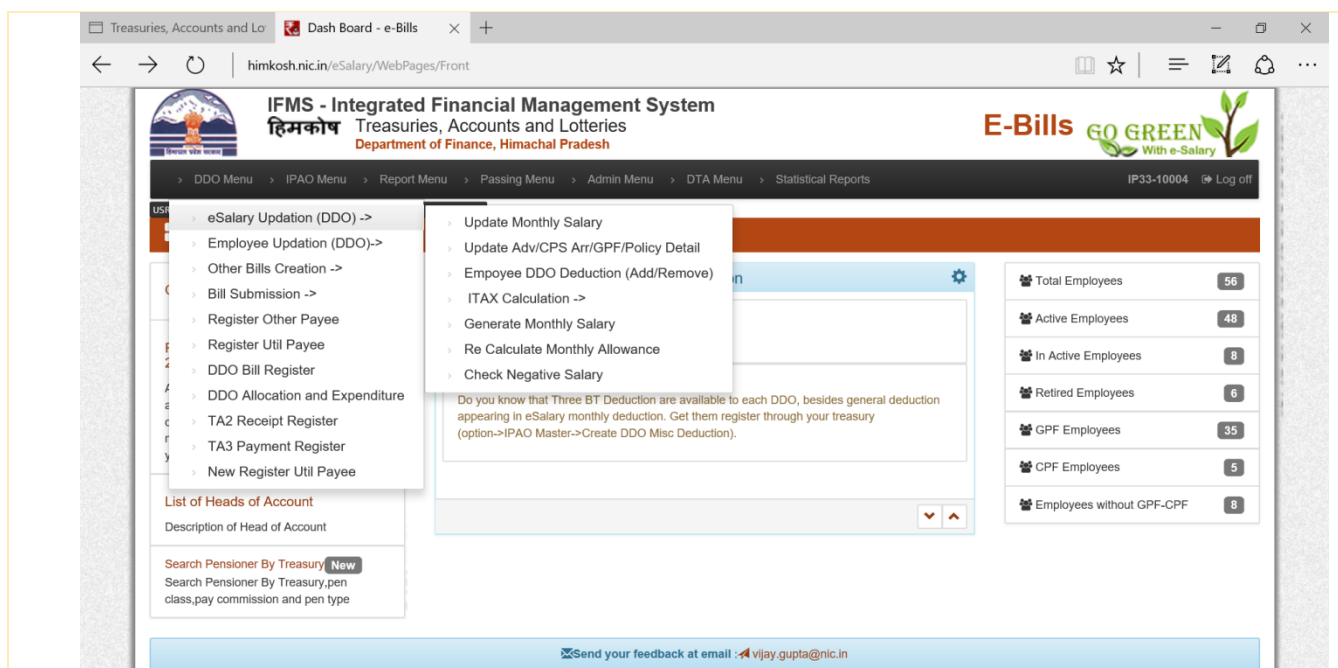 Treasuries, Accounts and Lo
Dash Board - e-Bills
himkosh.nic.in/eSalary/WebPages/Front
IFMS - Integrated Financial Management System
हिमकोष Treasuries, Accounts and Lotteries
Department of Finance, Himachal Pradesh
E-Bills
GO GREEN
With e-Salary
DDO Menu
IPAO Menu
Report Menu
Passing Menu
Admin Menu
DTA Menu
Statistical Reports
IP33-10004
Log off
eSalary Updation (DDO) ->
Employee Updation (DDO)->
Other Bills Creation ->
Bill Submission ->
Register Other Payee
Register Util Payee
DDO Bill Register
DDO Allocation and Expenditure
TA2 Receipt Register
TA3 Payment Register
New Register Util Payee
Update Monthly Salary
Update Adv/CPS Arr/GPF/Policy Detail
Empoyee DDO Deduction (Add/Remove)
ITAX Calculation ->
Generate Monthly Salary
Re Calculate Monthly Allowance
Check Negative Salary
Do you know that Three BT Deduction are available to each DDO, besides general deduction
appearing in eSalary monthly deduction. Get them register through your treasury
(option->IPAO Master->Create DDO Misc Deduction).
Total Employees 56
Active Employees 48
In Active Employees 8
Retired Employees 6
GPF Employees 35
CPF Employees 5
Employees without GPF-CPF 8
List of Heads of Account
Description of Head of Account
Search Pensioner By Treasury New
Search Pensioner By Treasury,pen
class,pay commission and pen type
Send your feedback at email : vijay.gupta@nic.in